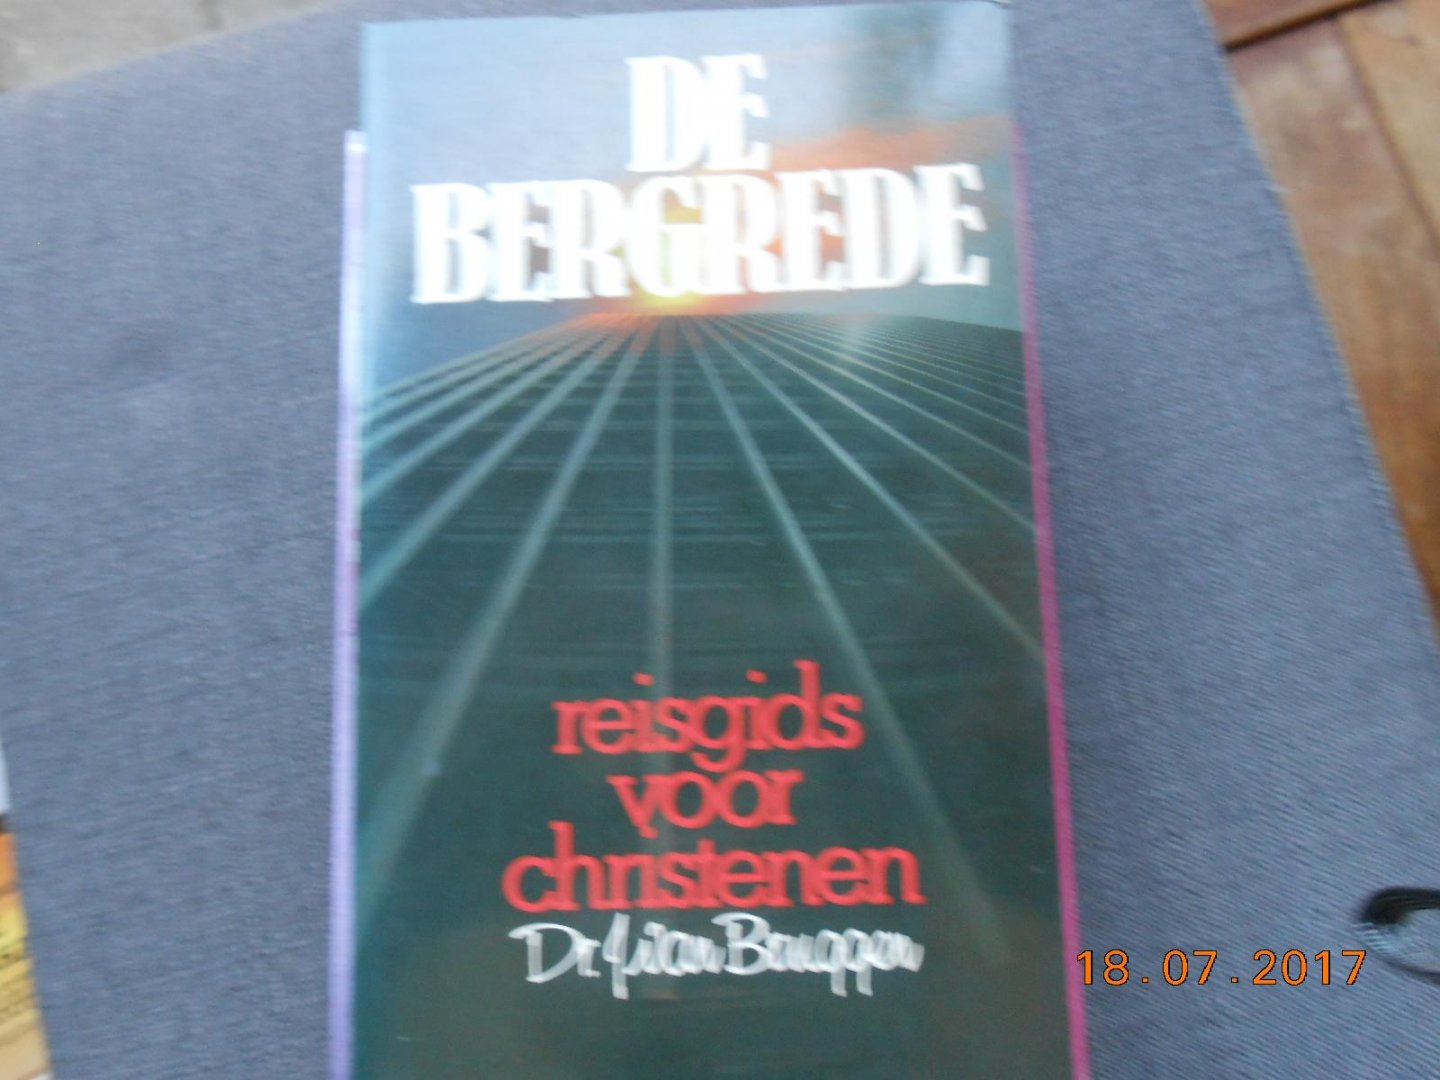 DE
BERGREDE
reisgids
voor
christenen
Dr. J. van Bruggen
18.07.2017